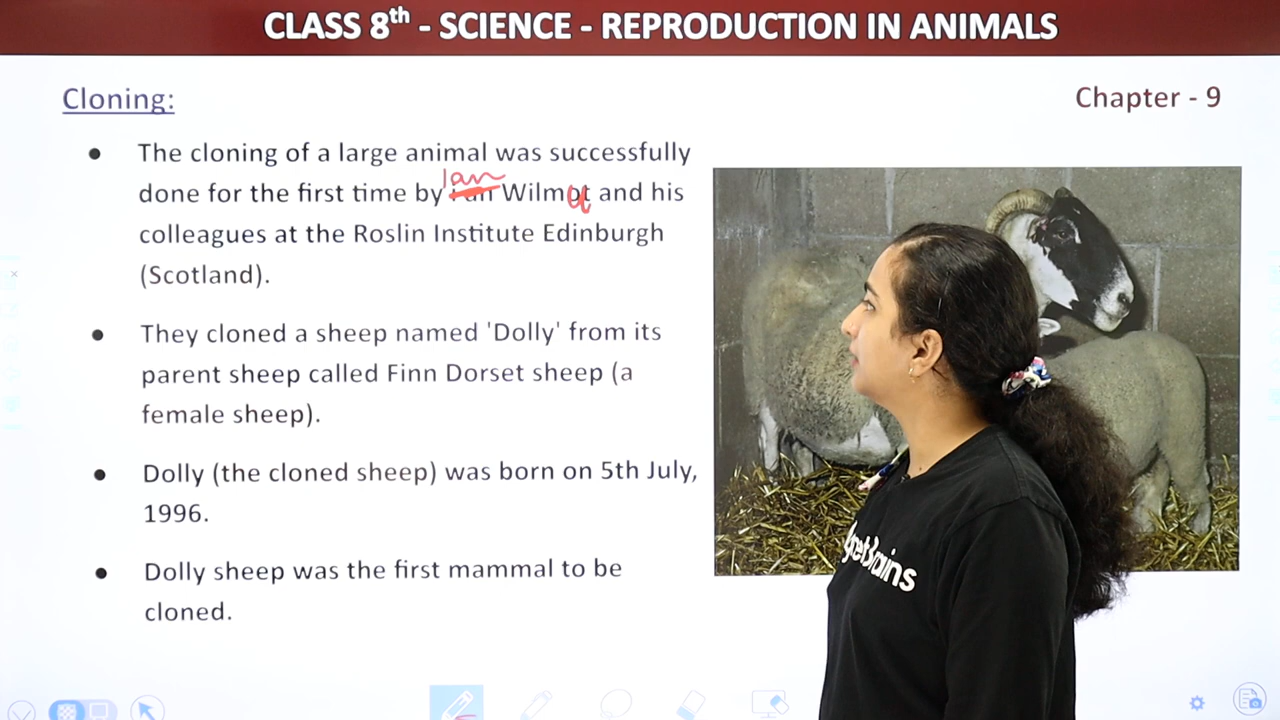 CLASS 8th - SCIENCE - REPRODUCTION IN ANIMALS
Cloning:
Chapter - 9
● The cloning of a large animal was successfully
Ian
done for the first time by Wilmut and his
colleagues at the Roslin Institute Edinburgh
(Scotland).
● They cloned a sheep named 'Dolly' from its
parent sheep called Finn Dorset sheep (a
female sheep).
● Dolly (the cloned sheep) was born on 5th July,
1996.
● Dolly sheep was the first mammal to be
cloned.